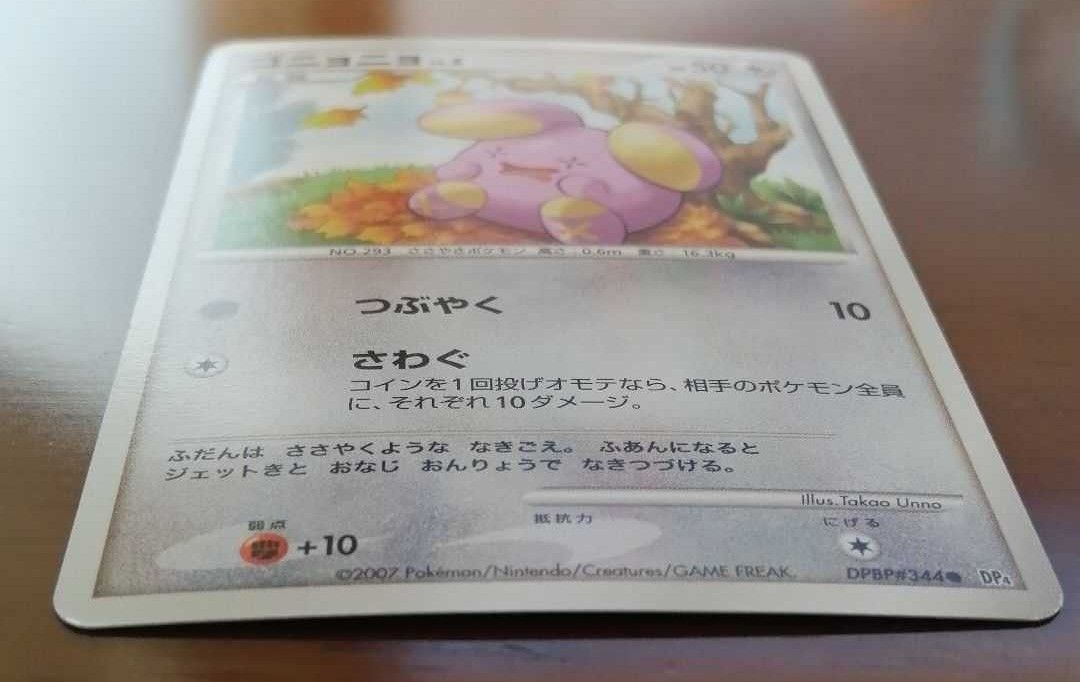 ゴニョニョ
50
NO.293 ささやきポケモン 高さ:0.6m 重さ:16.3kg
つぶやく 10
さわぐ
コインを1回投げオモテなら、相手のポケモン全員
に、それぞれ10ダメージ。
ふだんは ささやくような なきごえ。 ふあんになると
ジェットきと おなじ おんりょうで なきつづける。
Illus.Takao Unno
弱点 抵抗力 にげる
+10
©2007 Pokémon/Nintendo/Creatures/GAME FREAK.
DPBP#344 DP4